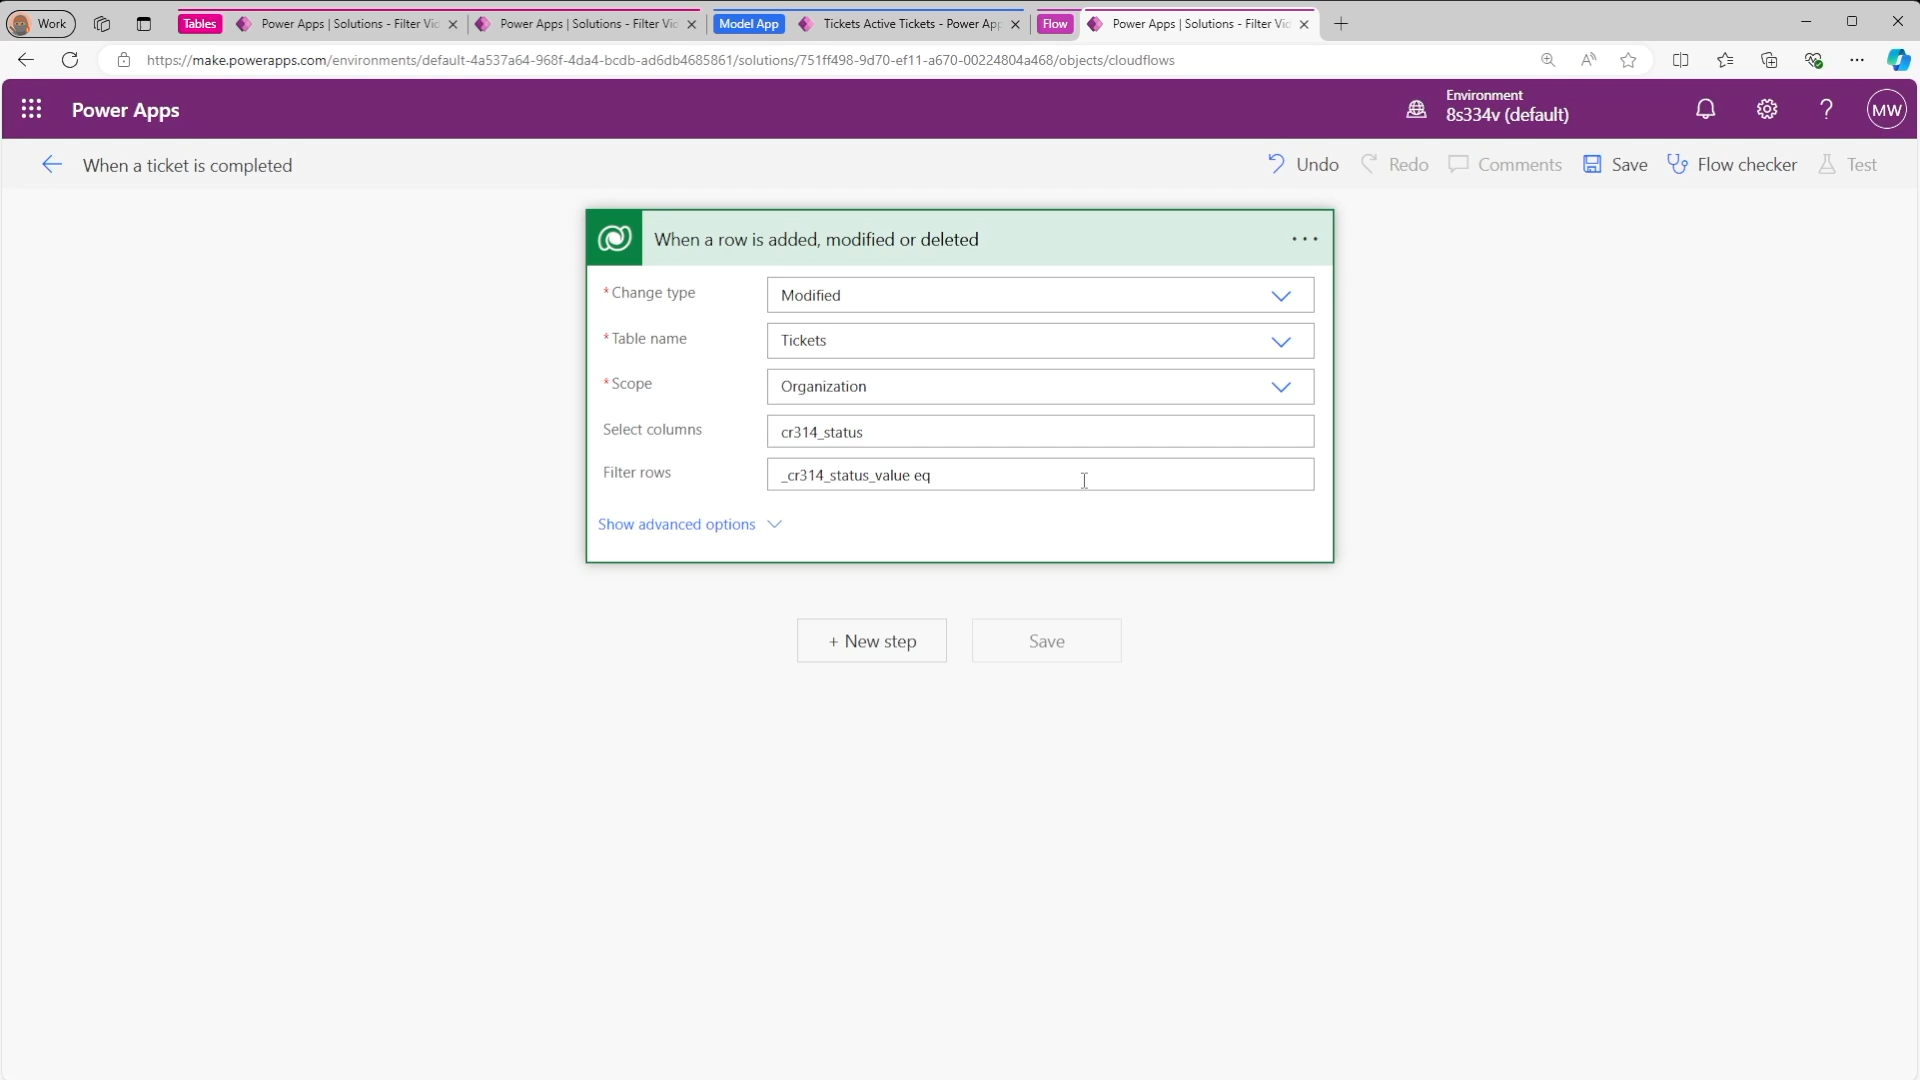 Work
Tables
Power Apps | Solutions - Filter Vic
Power Apps | Solutions - Filter Vic
Model App
Tickets Active Tickets - Power App
Flow
Power Apps | Solutions - Filter Vic
https://make.powerapps.com/environments/default-4a537a64-968f-4da4-bcdb-ad6db4685861/solutions/751ff498-9d70-ef11-a670-00224804a468/objects/cloudflows
Power Apps
Environment
8s334v (default)
MW
When a ticket is completed
Undo
Redo
Comments
Save
Flow checker
Test
When a row is added, modified or deleted
* Change type
Modified
* Table name
Tickets
* Scope
Organization
Select columns
cr314_status
Filter rows
_cr314_status_value eq
Show advanced options
+ New step
Save